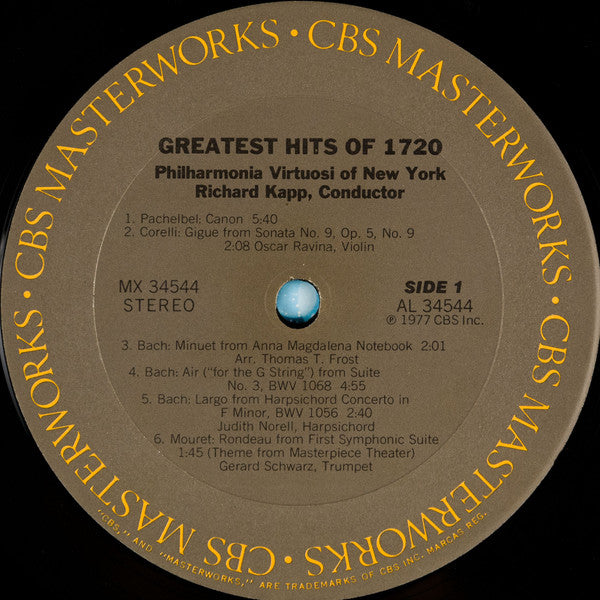 CBS MASTERWORKS • CBS MASTERWORKS • CBS MASTERWORKS • CBS MASTERWORKS •
GREATEST HITS OF 1720
Philharmonia Virtuosi of New York
Richard Kapp, Conductor
1. Pachelbel: Canon 5:40
2. Corelli: Gigue from Sonata No. 9, Op. 5, No. 9
2:08 Oscar Ravina, Violin
MX 34544
STEREO
SIDE 1
AL 34544
℗ 1977 CBS Inc.
3. Bach: Minuet from Anna Magdalena Notebook 2:01
Arr. Thomas T. Frost
4. Bach: Air ("for the G String") from Suite
No. 3, BWV 1068 4:55
5. Bach: Largo from Harpsichord Concerto in
F Minor, BWV 1056 2:40
Judith Norell, Harpsichord
6. Mouret: Rondeau from First Symphonic Suite
1:45 (Theme from Masterpiece Theater)
Gerard Schwarz, Trumpet
"CBS," AND "MASTERWORKS," ARE TRADEMARKS OF CBS INC. MARCAS REG.